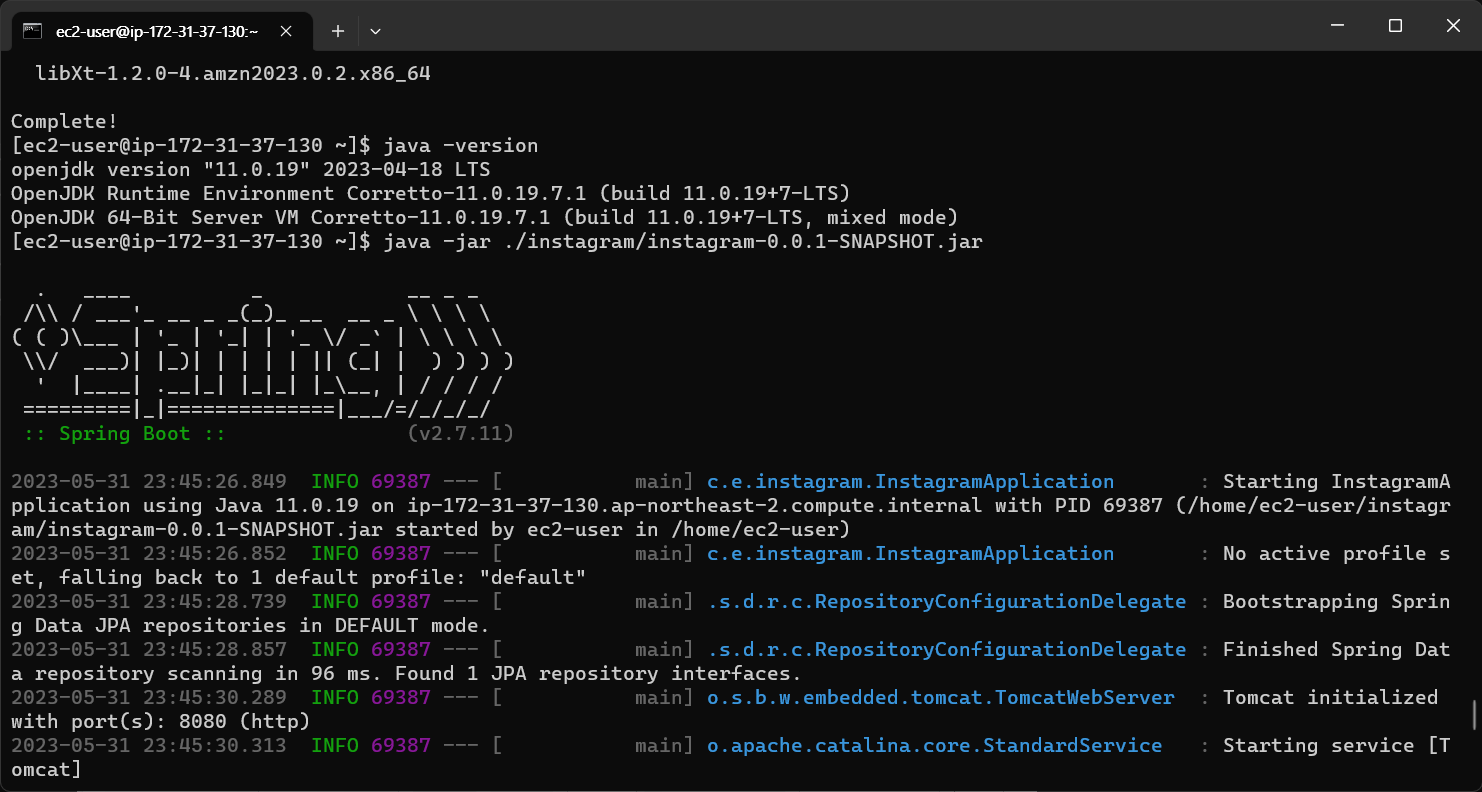 ec2-user@ip-172-31-37-130:~
libXt-1.2.0-4.amzn2023.0.2.x86_64
Complete!
[ec2-user@ip-172-31-37-130 ~]$ java -version
openjdk version "11.0.19" 2023-04-18 LTS
OpenJDK Runtime Environment Corretto-11.0.19.7.1 (build 11.0.19+7-LTS)
OpenJDK 64-Bit Server VM Corretto-11.0.19.7.1 (build 11.0.19+7-LTS, mixed mode)
[ec2-user@ip-172-31-37-130 ~]$ java -jar ./instagram/instagram-0.0.1-SNAPSHOT.jar
  .   ____          _            __ _ _
 /\\ / ___'_ __ _ _(_)_ __  __ _ \ \ \ \
( ( )\___ | '_ | '_| | '_ \/ _` | \ \ \ \
 \\/  ___)| |_)| | | | | || (_| |  ) ) ) )
  '  |____| .__|_| |_|_| |_\__, | / / / /
 =========|_|==============|___/=/_/_/_/
 :: Spring Boot ::               (v2.7.11)
2023-05-31 23:45:26.849  INFO 69387 --- [           main] c.e.instagram.InstagramApplication       : Starting InstagramA
pplication using Java 11.0.19 on ip-172-31-37-130.ap-northeast-2.compute.internal with PID 69387 (/home/ec2-user/instagr
am/instagram-0.0.1-SNAPSHOT.jar started by ec2-user in /home/ec2-user)
2023-05-31 23:45:26.852  INFO 69387 --- [           main] c.e.instagram.InstagramApplication       : No active profile s
et, falling back to 1 default profile: "default"
2023-05-31 23:45:28.739  INFO 69387 --- [           main] .s.d.r.c.RepositoryConfigurationDelegate : Bootstrapping Sprin
g Data JPA repositories in DEFAULT mode.
2023-05-31 23:45:28.857  INFO 69387 --- [           main] .s.d.r.c.RepositoryConfigurationDelegate : Finished Spring Dat
a repository scanning in 96 ms. Found 1 JPA repository interfaces.
2023-05-31 23:45:30.289  INFO 69387 --- [           main] o.s.b.w.embedded.tomcat.TomcatWebServer  : Tomcat initialized
with port(s): 8080 (http)
2023-05-31 23:45:30.313  INFO 69387 --- [           main] o.apache.catalina.core.StandardService   : Starting service [T
omcat]